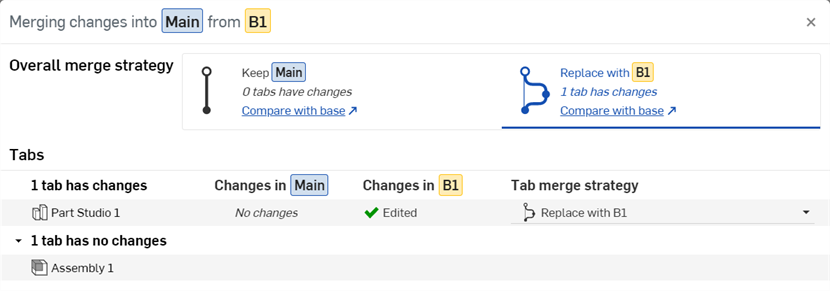 Merging changes into Main from B1
Overall merge strategy
Keep Main
0 tabs have changes
Compare with base
Replace with B1
1 tab has changes
Compare with base
Tabs
1 tab has changes Changes in Main Changes in B1 Tab merge strategy
Part Studio 1 No changes Edited Replace with B1
1 tab has no changes
Assembly 1